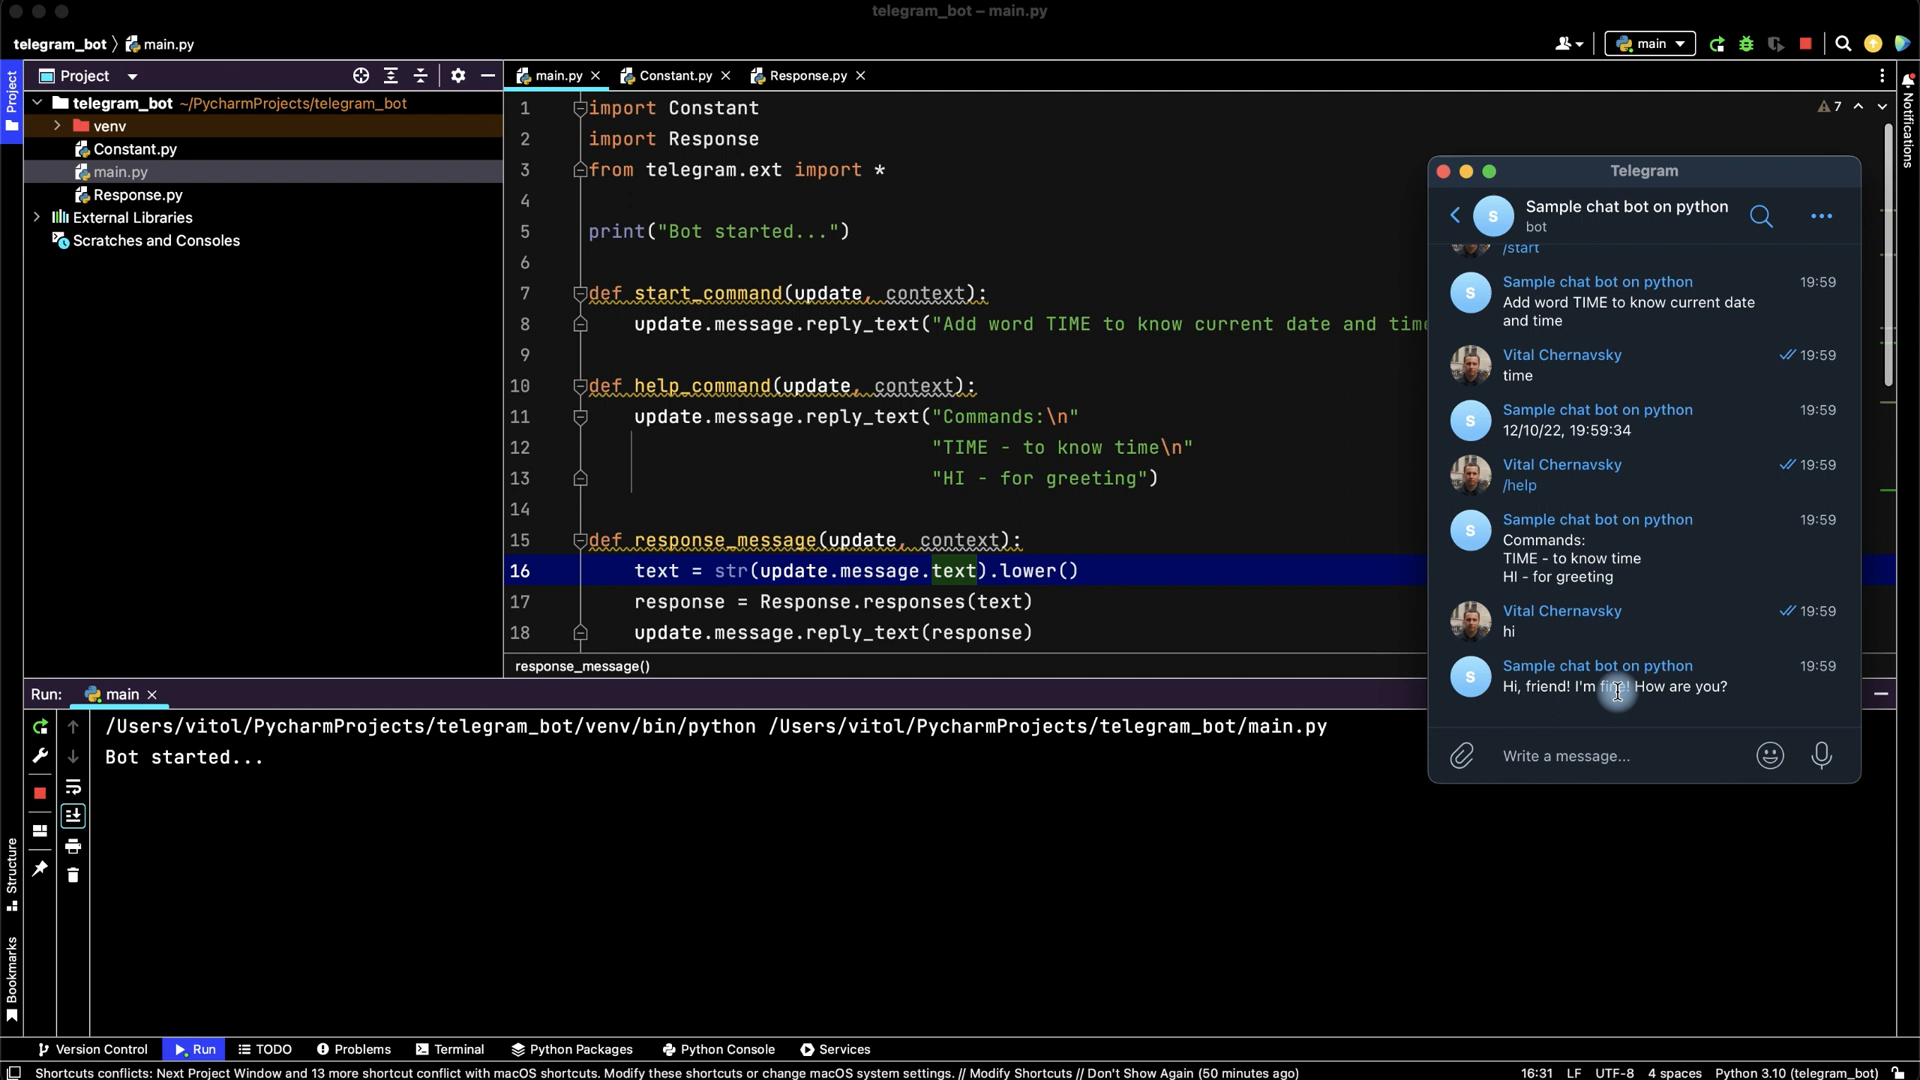 telegram_bot – main.py
telegram_bot 〉 main.py
main
Project
Project
telegram_bot ~/PycharmProjects/telegram_bot
venv
Constant.py
main.py
Response.py
External Libraries
Scratches and Consoles
main.py
Constant.py
Response.py
7
Notifications
1 import Constant
2 import Response
3 from telegram.ext import *
4
5 print("Bot started...")
6
7 def start_command(update, context):
8 update.message.reply_text("Add word TIME to know current date and time
9
10 def help_command(update, context):
11 update.message.reply_text("Commands:\n"
12 "TIME - to know time\n"
13 "HI - for greeting")
14
15 def response_message(update, context):
16 text = str(update.message.text).lower()
17 response = Response.responses(text)
18 update.message.reply_text(response)
response_message()
Telegram
S
Sample chat bot on python
bot
/start
S
Sample chat bot on python 19:59
Add word TIME to know current date
and time
Vital Chernavsky 19:59
time
S
Sample chat bot on python 19:59
12/10/22, 19:59:34
Vital Chernavsky 19:59
/help
S
Sample chat bot on python 19:59
Commands:
TIME - to know time
HI - for greeting
Vital Chernavsky 19:59
hi
S
Sample chat bot on python 19:59
Hi, friend! I'm fine! How are you?
Write a message...
Run: main
/Users/vitol/PycharmProjects/telegram_bot/venv/bin/python /Users/vitol/PycharmProjects/telegram_bot/main.py
Bot started...
Structure
Bookmarks
Version Control Run TODO Problems Terminal Python Packages Python Console Services
Shortcuts conflicts: Next Project Window and 13 more shortcut conflict with macOS shortcuts. Modify these shortcuts or change macOS system settings. // Modify Shortcuts // Don't Show Again (50 minutes ago) 16:31 LF UTF-8 4 spaces Python 3.10 (telegram_bot)